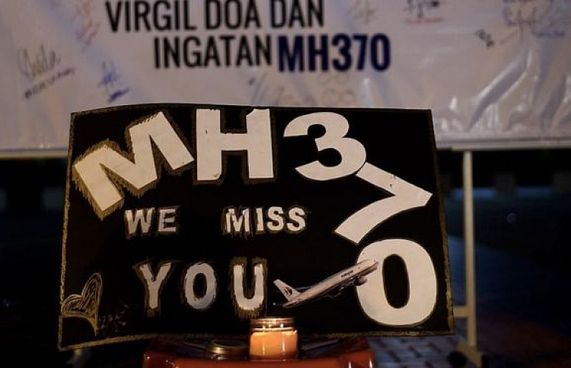 VIRGIL DOA DAN
INGATAN MH370
MH370
WE MISS
YOU